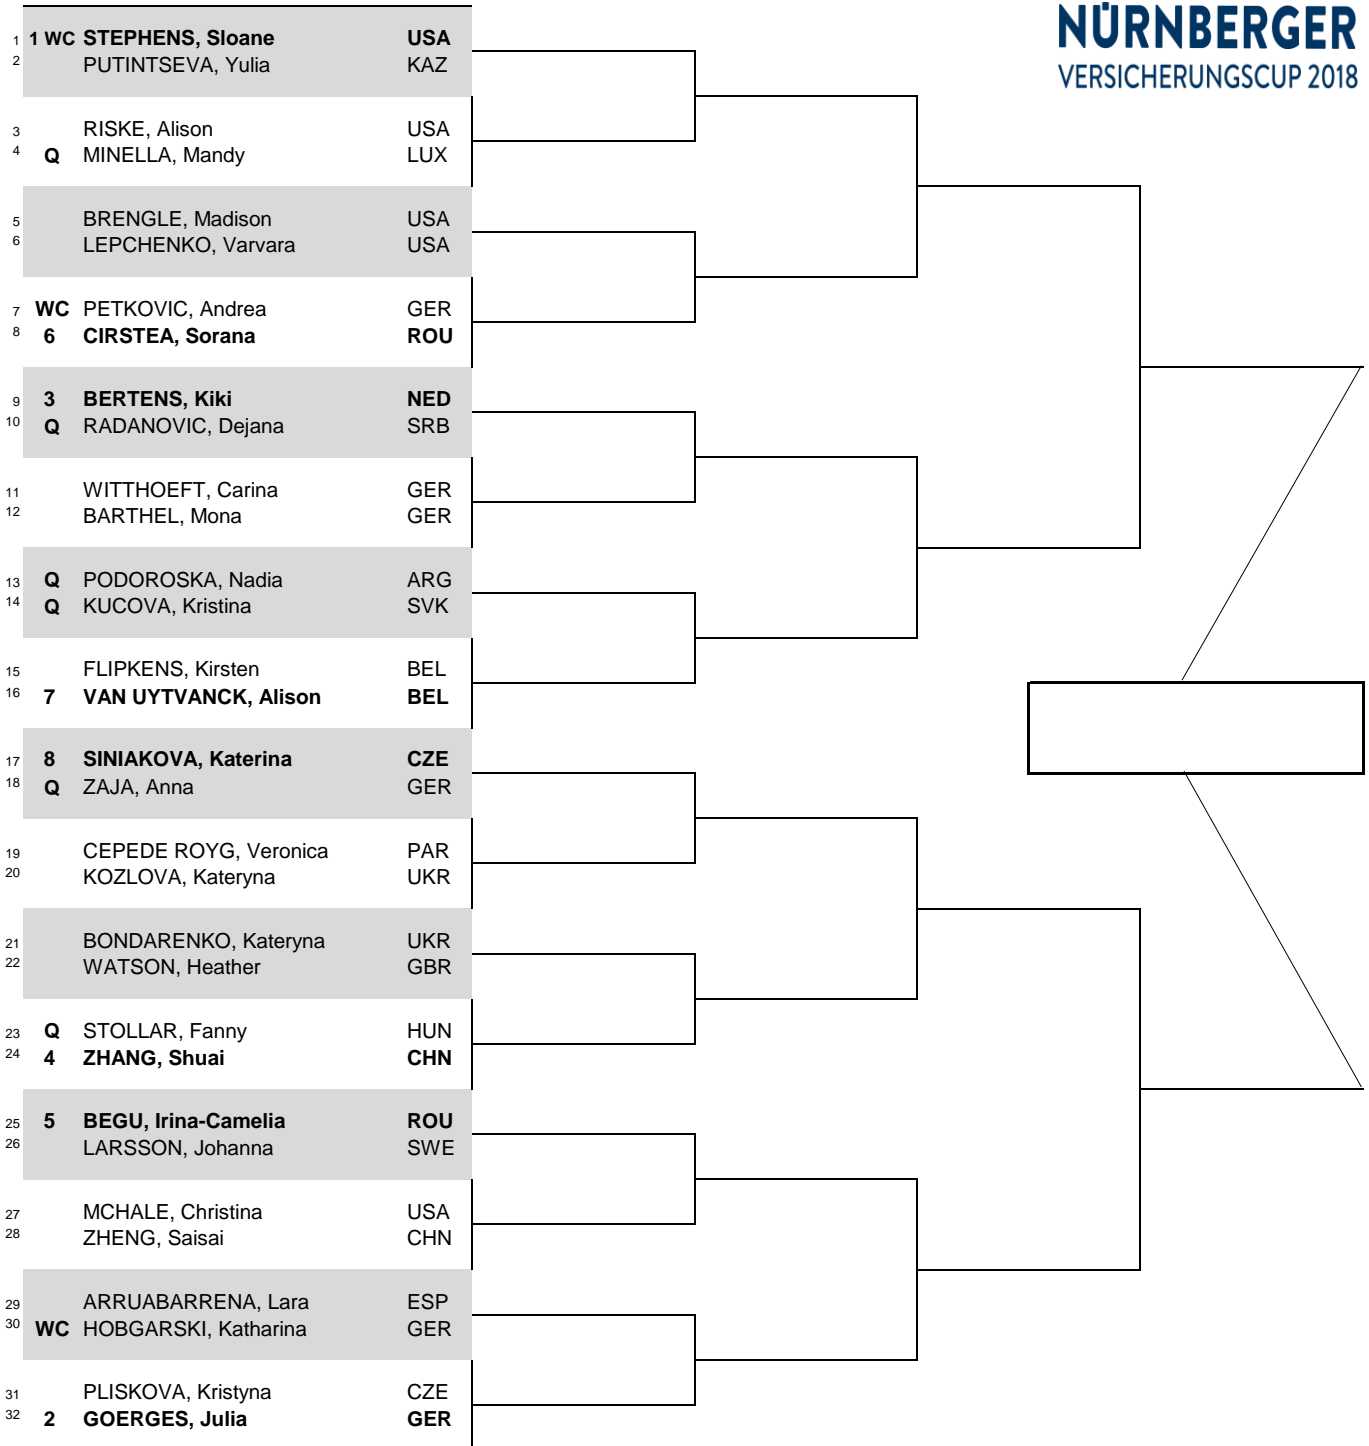 NÜRNBERGER
VERSICHERUNGSCUP 2018
1 1 WC STEPHENS, Sloane USA
2 PUTINTSEVA, Yulia KAZ
3 RISKE, Alison USA
4 Q MINELLA, Mandy LUX
5 BRENGLE, Madison USA
6 LEPCHENKO, Varvara USA
7 WC PETKOVIC, Andrea GER
8 6 CIRSTEA, Sorana ROU
9 3 BERTENS, Kiki NED
10 Q RADANOVIC, Dejana SRB
11 WITTHOEFT, Carina GER
12 BARTHEL, Mona GER
13 Q PODOROSKA, Nadia ARG
14 Q KUCOVA, Kristina SVK
15 FLIPKENS, Kirsten BEL
16 7 VAN UYTVANCK, Alison BEL
17 8 SINIAKOVA, Katerina CZE
18 Q ZAJA, Anna GER
19 CEPEDE ROYG, Veronica PAR
20 KOZLOVA, Kateryna UKR
21 BONDARENKO, Kateryna UKR
22 WATSON, Heather GBR
23 Q STOLLAR, Fanny HUN
24 4 ZHANG, Shuai CHN
25 5 BEGU, Irina-Camelia ROU
26 LARSSON, Johanna SWE
27 MCHALE, Christina USA
28 ZHENG, Saisai CHN
29 ARRUABARRENA, Lara ESP
30 WC HOBGARSKI, Katharina GER
31 PLISKOVA, Kristyna CZE
32 2 GOERGES, Julia GER